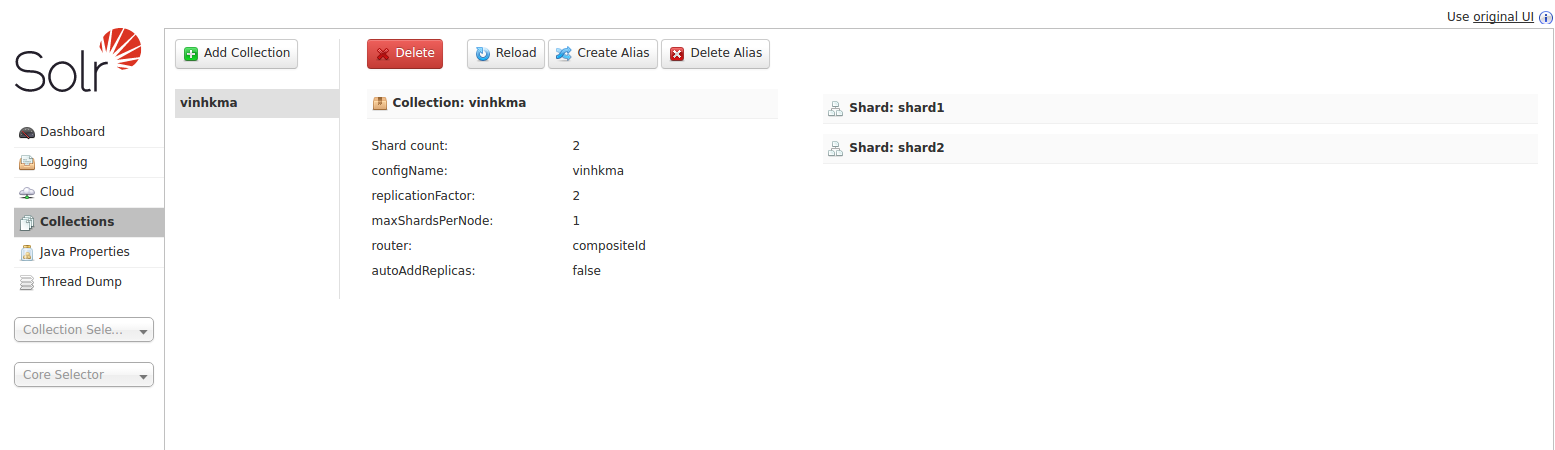 Use original UI
Solr
Dashboard
Logging
Cloud
Collections
Java Properties
Thread Dump
Collection Sele...
Core Selector
Add Collection
vinhkma
Delete
Reload
Create Alias
Delete Alias
Collection: vinhkma
Shard count: 2
configName: vinhkma
replicationFactor: 2
maxShardsPerNode: 1
router: compositeId
autoAddReplicas: false
Shard: shard1
Shard: shard2